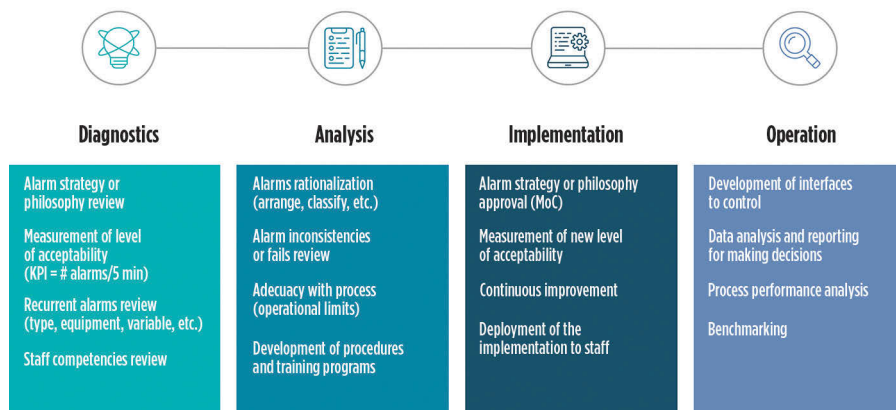 Diagnostics
Alarm strategy or
philosophy review
Measurement of level
of acceptability
(KPI = # alarms/5 min)
Recurrent alarms review
(type, equipment, variable, etc.)
Staff competencies review
Analysis
Alarms rationalization
(arrange, classify, etc.)
Alarm inconsistencies
or fails review
Adequacy with process
(operational limits)
Development of procedures
and training programs
Implementation
Alarm strategy or philosophy
approval (MoC)
Measurement of new level
of acceptability
Continuous improvement
Deployment of the
implementation to staff
Operation
Development of interfaces
to control
Data analysis and reporting
for making decisions
Process performance analysis
Benchmarking